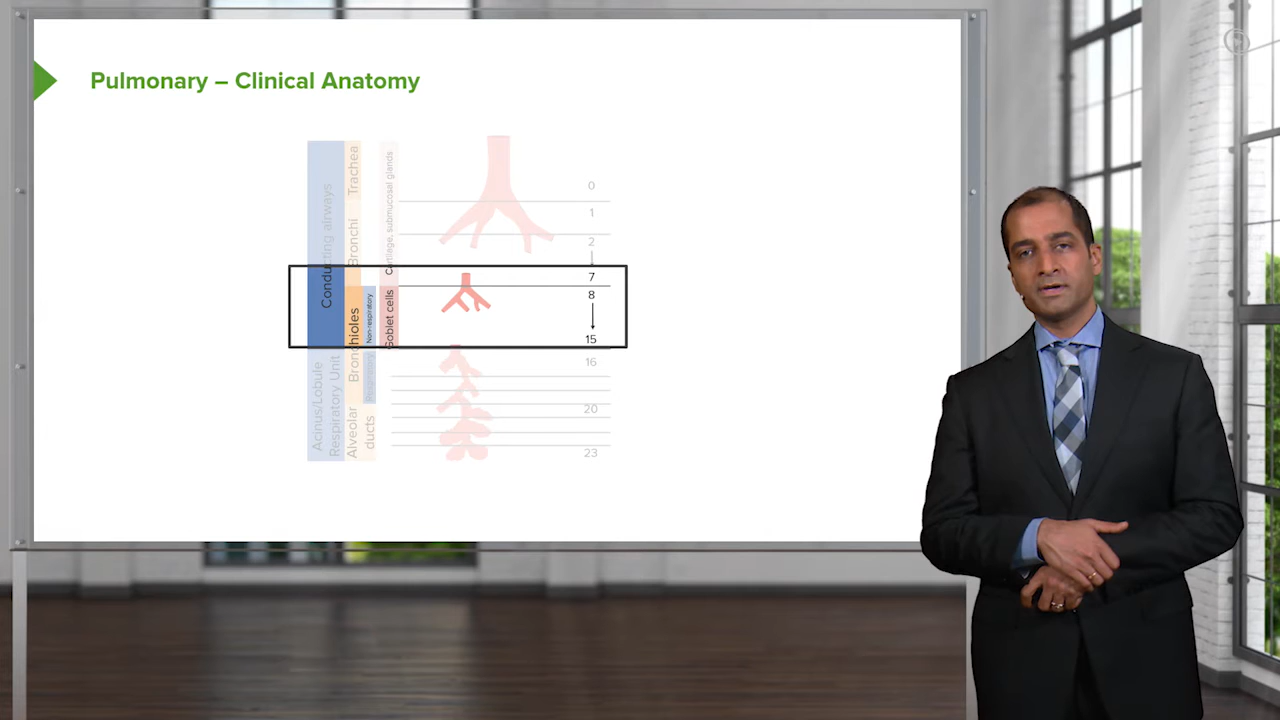 Pulmonary – Clinical Anatomy
Conducting airways
Trachea
Bronchi
Cartilage, submucosal glands
0
1
2
7
8
15
Bronchioles
Non-respiratory
Goblet cells
Acinus/Lobule
Respiratory Unit
Respiratory
Alveolar
ducts
16
20
23